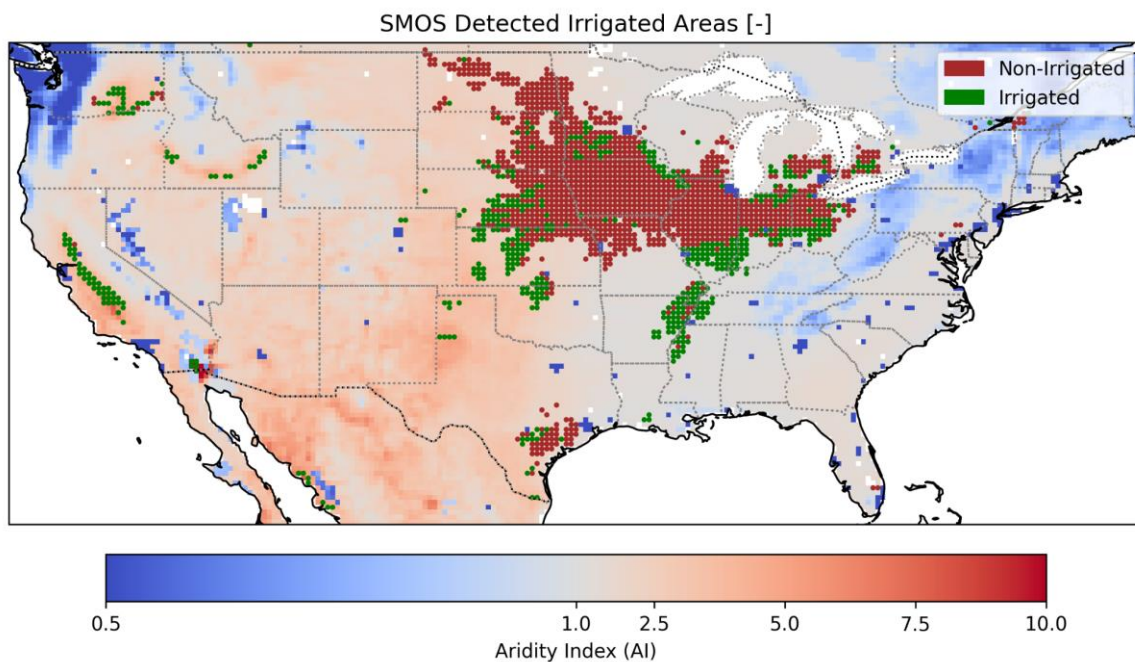 SMOS Detected Irrigated Areas [-]
Non-Irrigated
Irrigated
0.5 1.0 2.5 5.0 7.5 10.0
Aridity Index (AI)